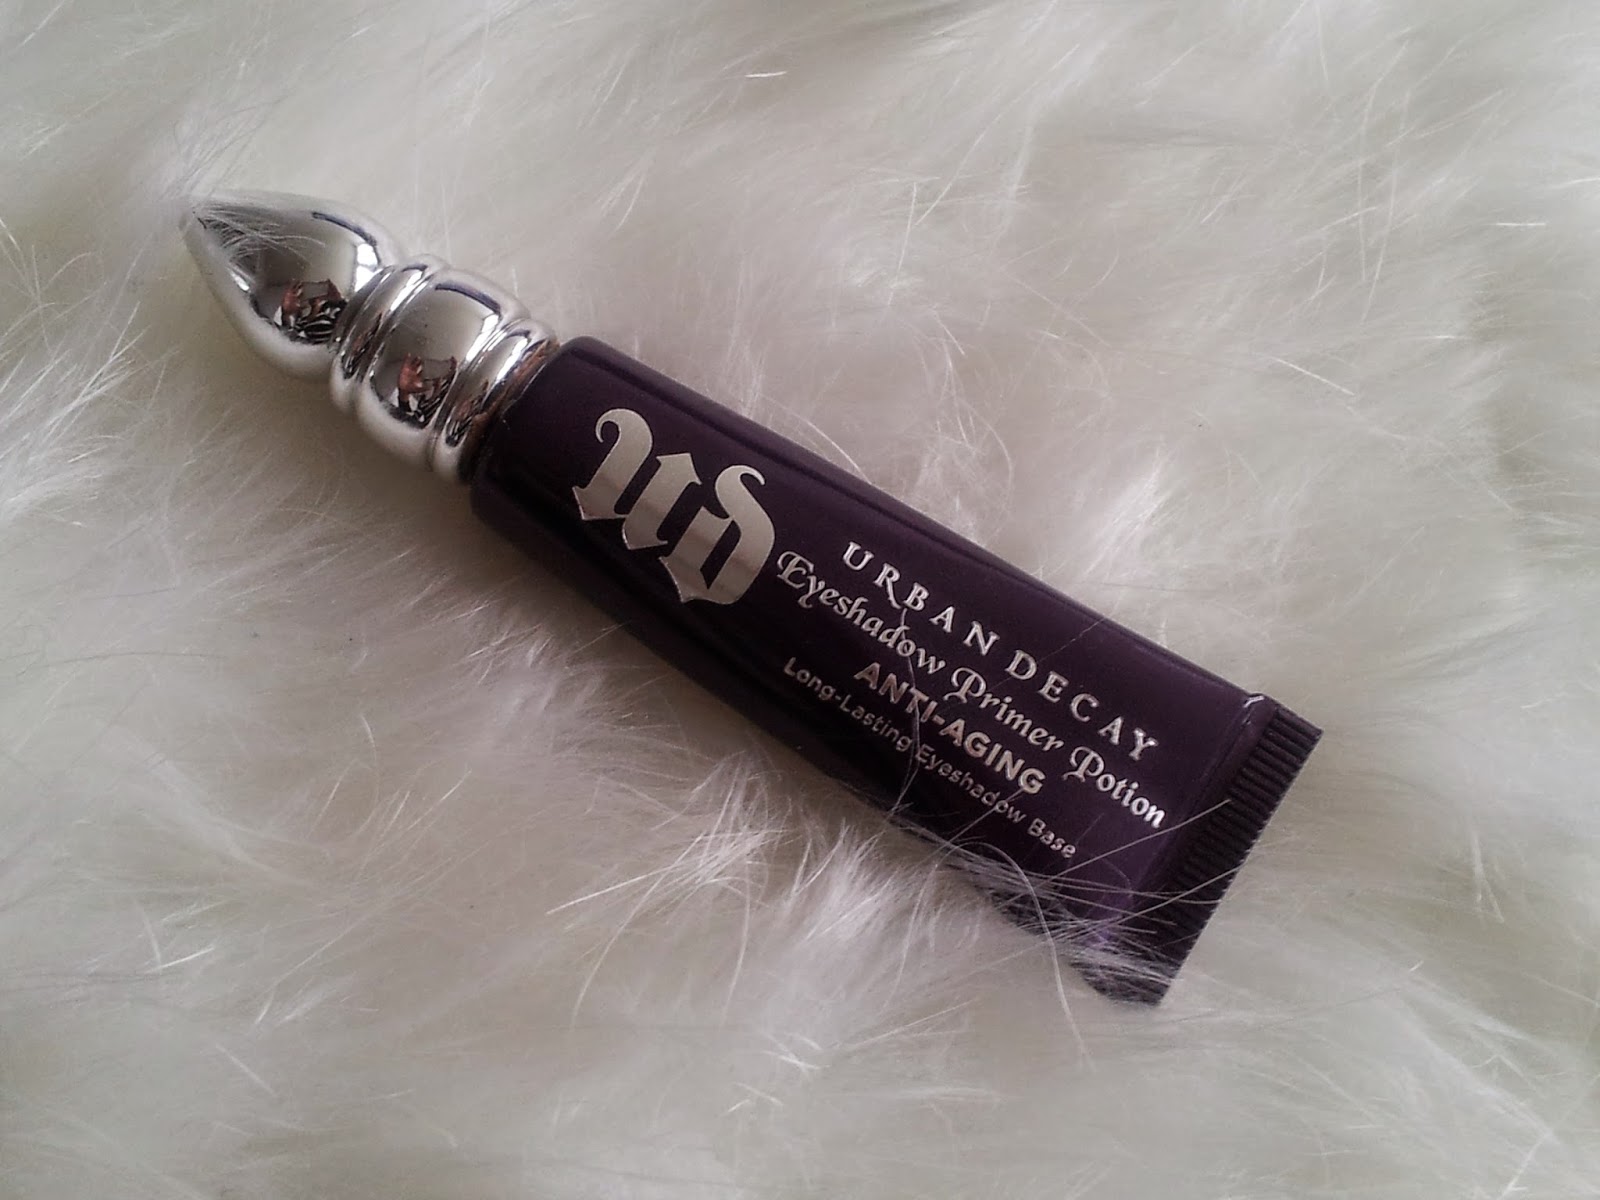 UD
URBAN DECAY
Eyeshadow Primer Potion
ANTI-AGING
Long-Lasting Eyeshadow Base